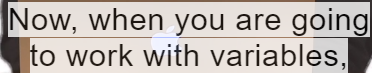 Now, when you are going
to work with variables,